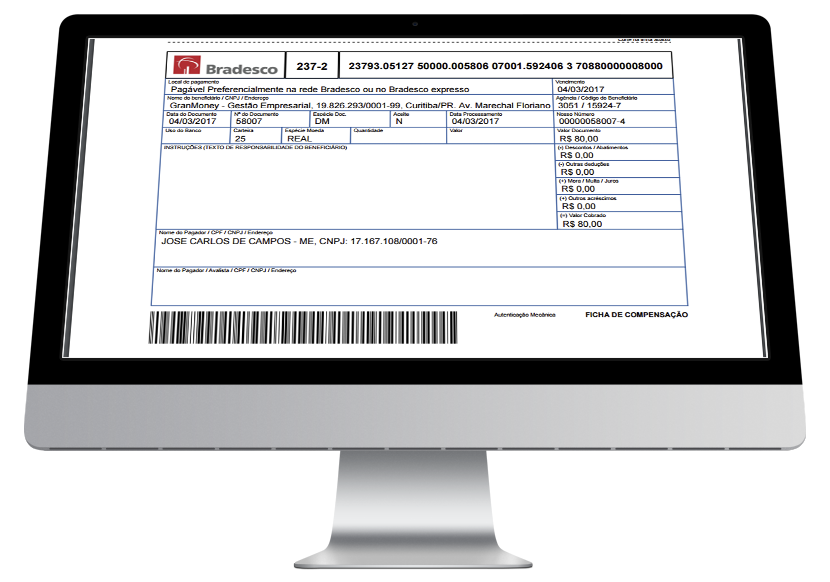 Corte na linha abaixo
Bradesco 237-2 23793.05127 50000.005806 07001.592406 3 70880000008000
Local de pagamento Vencimento
Pagável Preferencialmente na rede Bradesco ou no Bradesco expresso 04/03/2017
Nome do beneficiário / CNPJ / Endereço Agência / Código do Beneficiário
GranMoney - Gestão Empresarial, 19.826.293/0001-99, Curitiba/PR. Av. Marechal Floriano 3051 / 15924-7
Data do Documento Nº do Documento Espécie Doc. Aceite Data Processamento Nosso Número
04/03/2017 58007 DM N 04/03/2017 00000058007-4
Uso do Banco Carteira Espécie Moeda Quantidade Valor Valor Documento
25 REAL R$ 80,00
INSTRUÇÕES (TEXTO DE RESPONSABILIDADE DO BENEFICIÁRIO) (-) Descontos / Abatimentos
R$ 0,00
(-) Outras deduções
R$ 0,00
(+) Mora / Multa / Juros
R$ 0,00
(+) Outros acréscimos
R$ 0,00
(=) Valor Cobrado
R$ 80,00
Nome do Pagador / CPF / CNPJ / Endereço
JOSE CARLOS DE CAMPOS - ME, CNPJ: 17.167.108/0001-76
Nome do Pagador / Avalista / CPF / CNPJ / Endereço
Autenticação Mecânica FICHA DE COMPENSAÇÃO